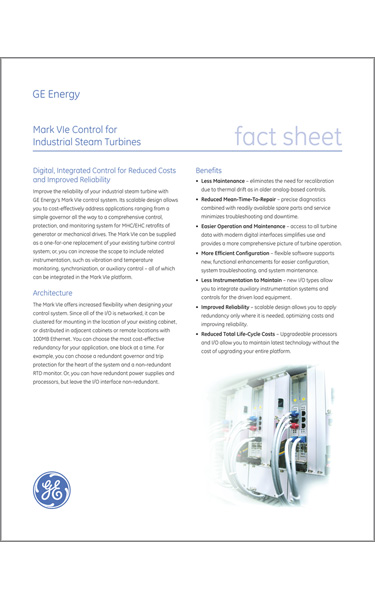 GE Energy
Mark VIe Control for
Industrial Steam Turbines
fact sheet
Digital, Integrated Control for Reduced Costs
and Improved Reliability
Improve the reliability of your industrial steam turbine with
GE Energy's Mark VIe control system. Its scalable design allows
you to cost-effectively address applications ranging from a
simple governor all the way to a comprehensive control,
protection, and monitoring system for MHC/EHC retrofits of
generator or mechanical drives. The Mark VIe can be supplied
as a one-for-one replacement of your existing turbine control
system; or, you can increase the scope to include related
instrumentation, such as vibration and temperature
monitoring, synchronization, or auxiliary control – all of which
can be integrated in the Mark VIe platform.
Architecture
The Mark VIe offers increased flexibility when designing your
control system. Since all of the I/O is networked, it can be
clustered for mounting in the location of your existing cabinet,
or distributed in adjacent cabinets or remote locations with
100MB Ethernet. You can choose the most cost-effective
redundancy for your application, one block at a time. For
example, you can choose a redundant governor and trip
protection for the heart of the system and a non-redundant
RTD monitor. Or, you can have redundant power supplies and
processors, but leave the I/O interface non-redundant.
Benefits
• Less Maintenance – eliminates the need for recalibration
due to thermal drift as in older analog-based controls.
• Reduced Mean-Time-To-Repair – precise diagnostics
combined with readily available spare parts and service
minimizes troubleshooting and downtime.
• Easier Operation and Maintenance – access to all turbine
data with modern digital interfaces simplifies use and
provides a more comprehensive picture of turbine operation.
• More Efficient Configuration – flexible software supports
new, functional enhancements for easier configuration,
system troubleshooting, and system maintenance.
• Less Instrumentation to Maintain – new I/O types allow
you to integrate auxiliary instrumentation systems and
controls for the driven load equipment.
• Improved Reliability – scalable design allows you to apply
redundancy only where it is needed, optimizing costs and
improving reliability.
• Reduced Total Life-Cycle Costs – Upgradeable processors
and I/O allow you to maintain latest technology without the
cost of upgrading your entire platform.
GE